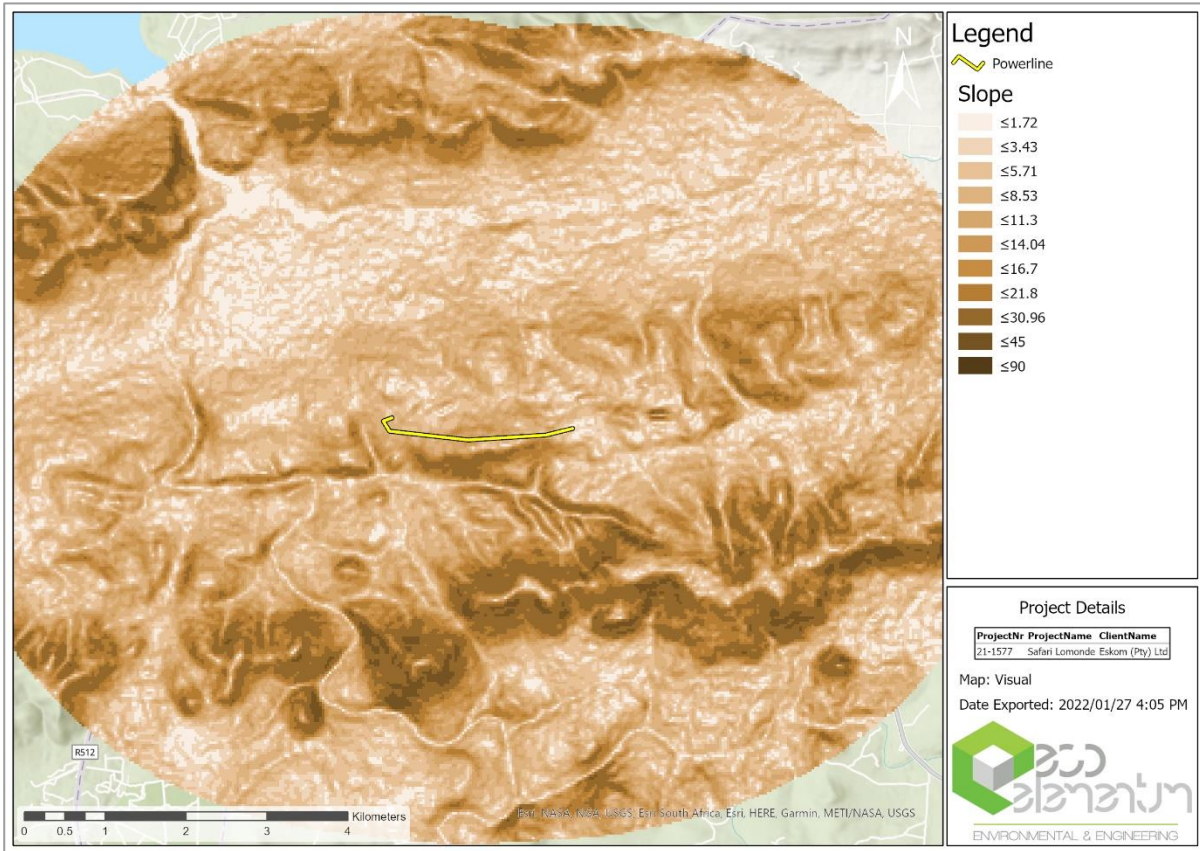 N
R512
Kilometers
0 0.5 1 2 3 4
Esri, NASA, NGA, USGS, Esri South Africa, Esri, HERE, Garmin, METI/NASA, USGS
Legend
Powerline
Slope
≤1.72
≤3.43
≤5.71
≤8.53
≤11.3
≤14.04
≤16.7
≤21.8
≤30.96
≤45
≤90
Project Details
ProjectNr ProjectName ClientName
21-1577 Safari Lomonde Eskom (Pty) Ltd
Map: Visual
Date Exported: 2022/01/27 4:05 PM
eco
elementum
ENVIRONMENTAL & ENGINEERING